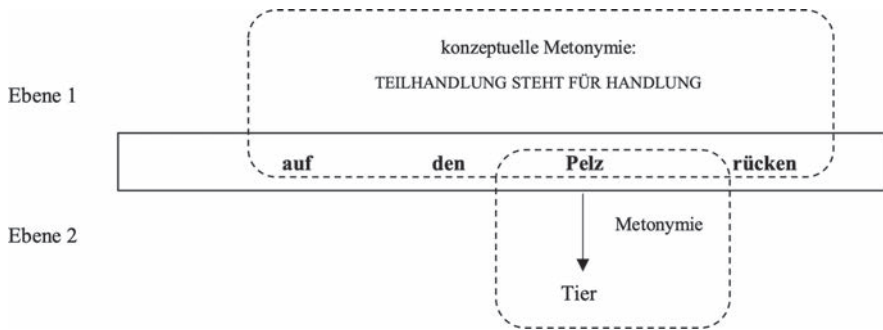 konzeptuelle Metonymie:
TEILHANDLUNG STEHT FÜR HANDLUNG
Ebene 1
auf den Pelz rücken
Metonymie
Ebene 2
Tier